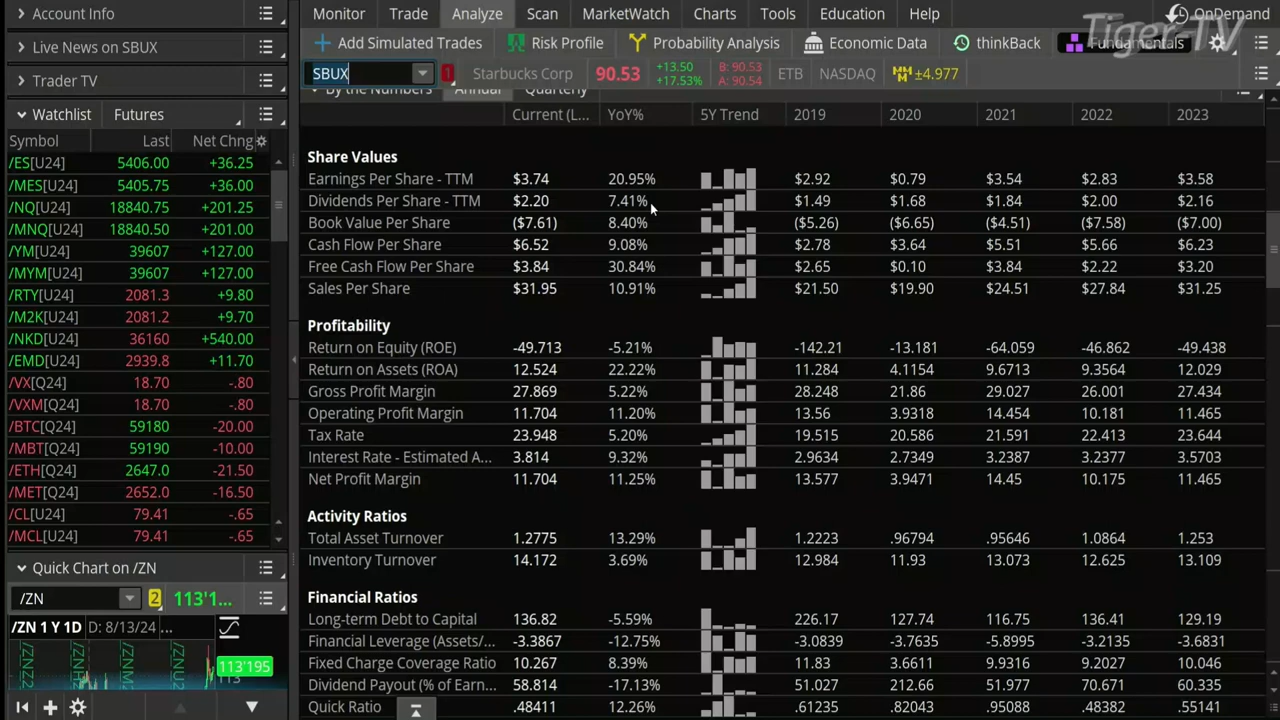 Account Info
Live News on SBUX
Trader TV
Watchlist Futures
Symbol Last Net Chng
/ES[U24] 5406.00 +36.25
/MES[U24] 5405.75 +36.00
/NQ[U24] 18840.75 +201.25
/MNQ[U24] 18840.50 +201.00
/YM[U24] 39607 +127.00
/MYM[U24] 39607 +127.00
/RTY[U24] 2081.3 +9.80
/M2K[U24] 2081.2 +9.70
/NKD[U24] 36160 +540.00
/EMD[U24] 2939.8 +11.70
/VX[Q24] 18.70 -.80
/VXM[Q24] 18.70 -.80
/BTC[Q24] 59180 -20.00
/MBT[Q24] 59190 -10.00
/ETH[Q24] 2647.0 -21.50
/MET[Q24] 2652.0 -16.50
/CL[U24] 79.41 -.65
/MCL[U24] 79.41 -.65
Quick Chart on /ZN
/ZN 2 113'1...
/ZN 1 Y 1D D: 8/13/24 ...
113'195
113
Monitor Trade Analyze Scan MarketWatch Charts Tools Education Help OnDemand
Tiger-TV
Add Simulated Trades Risk Profile Probability Analysis Economic Data thinkBack Fundamentals
SBUX 1 Starbucks Corp 90.53 +13.50 +17.53% B: 90.53 A: 90.54 ETB NASDAQ MM ±4.977
By the Numbers Annual Quarterly
Current (L... YoY% 5Y Trend 2019 2020 2021 2022 2023
Share Values
Earnings Per Share - TTM $3.74 20.95% $2.92 $0.79 $3.54 $2.83 $3.58
Dividends Per Share - TTM $2.20 7.41% $1.49 $1.68 $1.84 $2.00 $2.16
Book Value Per Share ($7.61) 8.40% ($5.26) ($6.65) ($4.51) ($7.58) ($7.00)
Cash Flow Per Share $6.52 9.08% $2.78 $3.64 $5.51 $5.66 $6.23
Free Cash Flow Per Share $3.84 30.84% $2.65 $0.10 $3.84 $2.22 $3.20
Sales Per Share $31.95 10.91% $21.50 $19.90 $24.51 $27.84 $31.25
Profitability
Return on Equity (ROE) -49.713 -5.21% -142.21 -13.181 -64.059 -46.862 -49.438
Return on Assets (ROA) 12.524 22.22% 11.284 4.1154 9.6713 9.3564 12.029
Gross Profit Margin 27.869 5.22% 28.248 21.86 29.027 26.001 27.434
Operating Profit Margin 11.704 11.20% 13.56 3.9318 14.454 10.181 11.465
Tax Rate 23.948 5.20% 19.515 20.586 21.591 22.413 23.644
Interest Rate - Estimated A... 3.814 9.32% 2.9634 2.7349 3.2387 3.2377 3.5703
Net Profit Margin 11.704 11.25% 13.577 3.9471 14.45 10.175 11.465
Activity Ratios
Total Asset Turnover 1.2775 13.29% 1.2223 .96794 .95646 1.0864 1.253
Inventory Turnover 14.172 3.69% 12.984 11.93 13.073 12.625 13.109
Financial Ratios
Long-term Debt to Capital 136.82 -5.59% 226.17 127.74 116.75 136.41 129.19
Financial Leverage (Assets/... -3.3867 -12.75% -3.0839 -3.7635 -5.8995 -3.2135 -3.6831
Fixed Charge Coverage Ratio 10.267 8.39% 11.83 3.6611 9.9316 9.2027 10.046
Dividend Payout (% of Earn... 58.814 -17.13% 51.027 212.66 51.977 70.671 60.335
Quick Ratio .48411 12.26% .61235 .82043 .95088 .48382 .55141